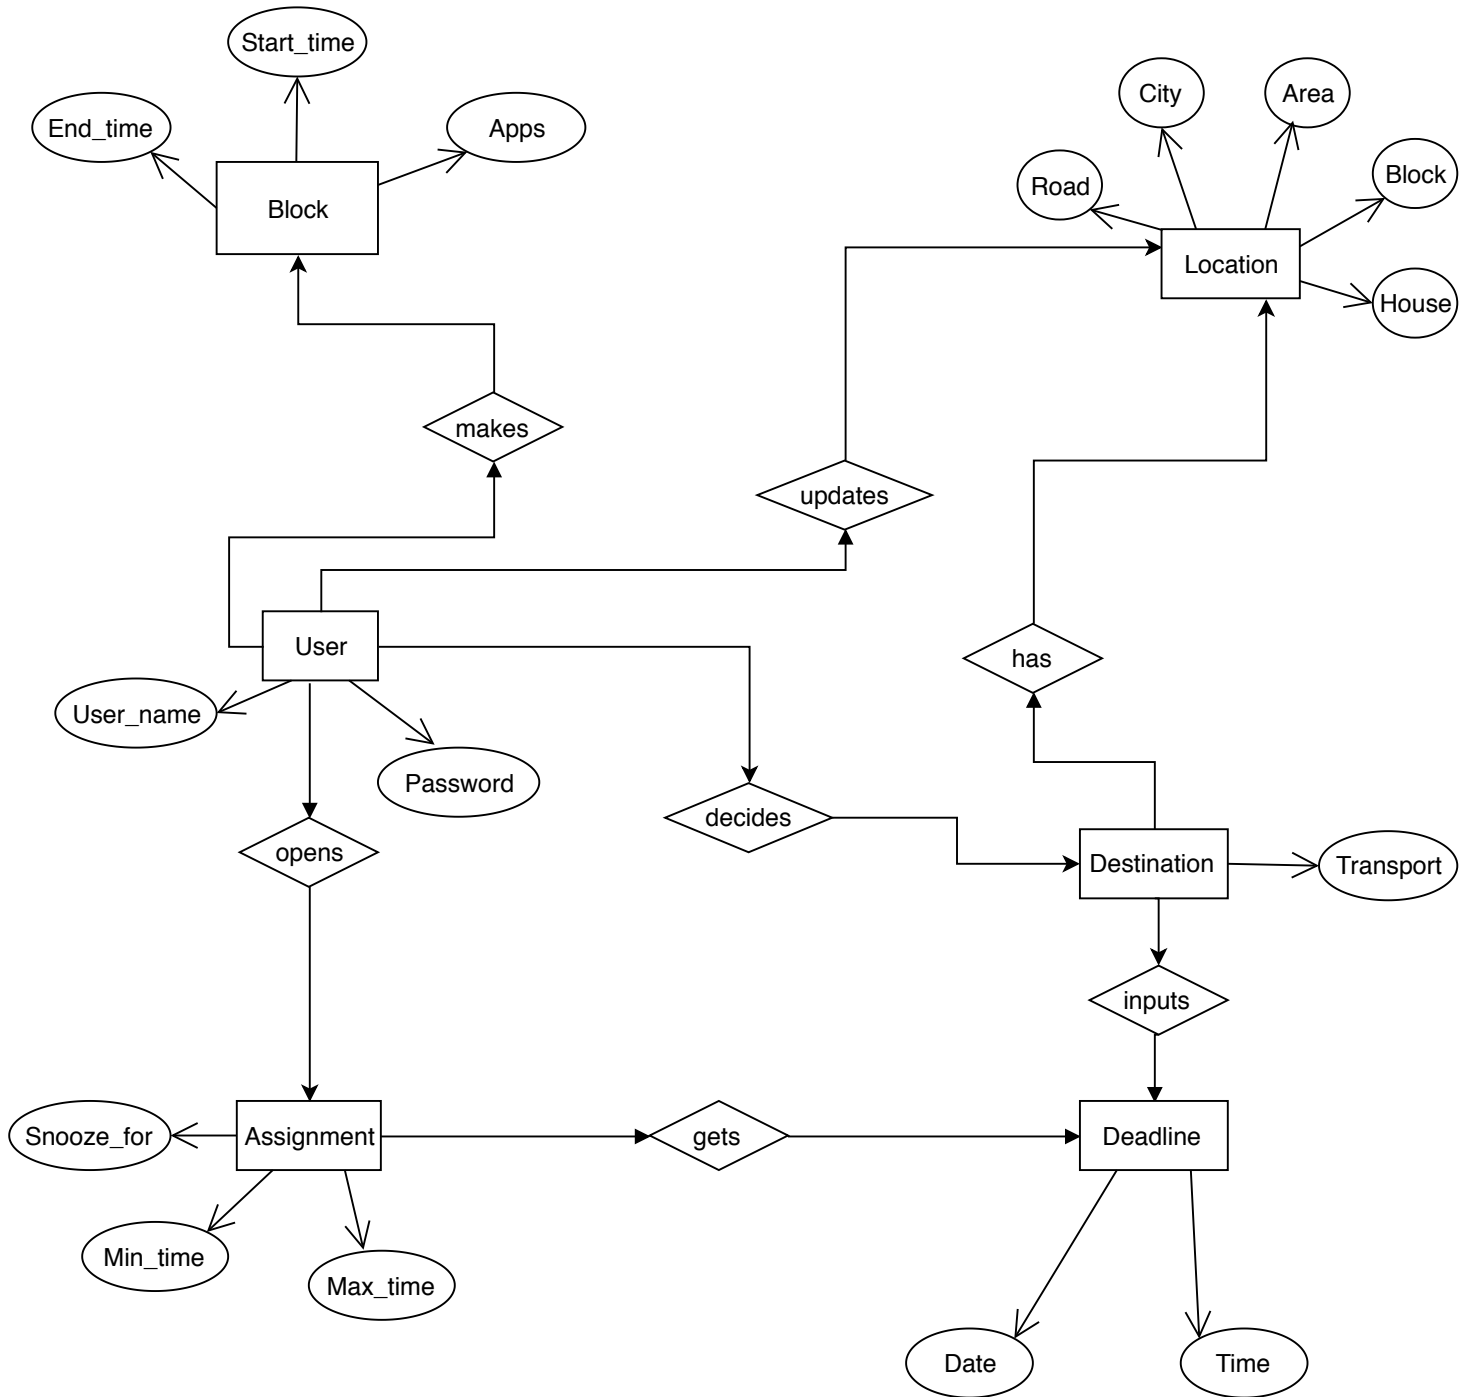 Start_time
End_time
Apps
Block
City
Area
Road
Block
Location
House
makes
updates
User
has
User_name
Password
decides
opens
Destination
Transport
inputs
Snooze_for
Assignment
gets
Deadline
Min_time
Max_time
Date
Time